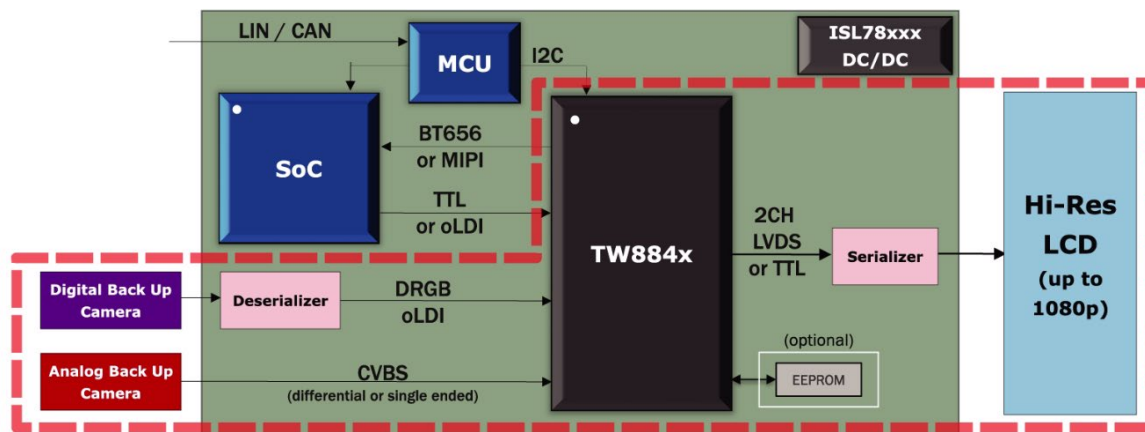 LIN / CAN
MCU
I2C
ISL78xxx
DC/DC
SoC
BT656
or MIPI
TTL
or oLDI
TW884x
2CH
LVDS
or TTL
Serializer
Hi-Res
LCD
(up to
1080p)
Digital Back Up
Camera
Deserializer
DRGB
oLDI
Analog Back Up
Camera
CVBS
(differential or single ended)
(optional)
EEPROM